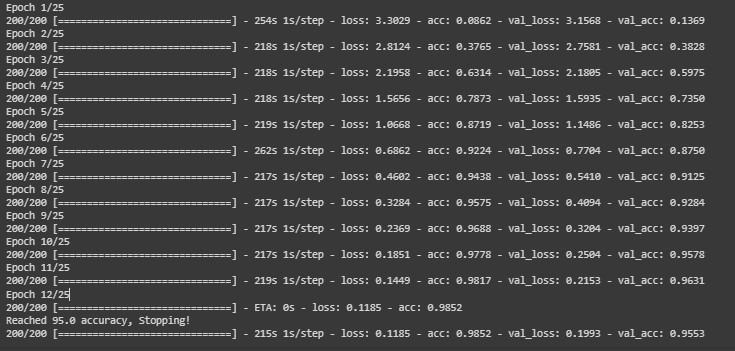 Epoch 1/25
200/200 [==============================] - 254s 1s/step - loss: 3.3029 - acc: 0.0862 - val_loss: 3.1568 - val_acc: 0.1369
Epoch 2/25
200/200 [==============================] - 218s 1s/step - loss: 2.8124 - acc: 0.3765 - val_loss: 2.7581 - val_acc: 0.3828
Epoch 3/25
200/200 [==============================] - 218s 1s/step - loss: 2.1958 - acc: 0.6314 - val_loss: 2.1805 - val_acc: 0.5975
Epoch 4/25
200/200 [==============================] - 218s 1s/step - loss: 1.5656 - acc: 0.7873 - val_loss: 1.5935 - val_acc: 0.7350
Epoch 5/25
200/200 [==============================] - 219s 1s/step - loss: 1.0668 - acc: 0.8719 - val_loss: 1.1486 - val_acc: 0.8253
Epoch 6/25
200/200 [==============================] - 262s 1s/step - loss: 0.6862 - acc: 0.9224 - val_loss: 0.7704 - val_acc: 0.8750
Epoch 7/25
200/200 [==============================] - 217s 1s/step - loss: 0.4602 - acc: 0.9438 - val_loss: 0.5410 - val_acc: 0.9125
Epoch 8/25
200/200 [==============================] - 217s 1s/step - loss: 0.3284 - acc: 0.9575 - val_loss: 0.4094 - val_acc: 0.9284
Epoch 9/25
200/200 [==============================] - 217s 1s/step - loss: 0.2369 - acc: 0.9688 - val_loss: 0.3204 - val_acc: 0.9397
Epoch 10/25
200/200 [==============================] - 217s 1s/step - loss: 0.1851 - acc: 0.9778 - val_loss: 0.2504 - val_acc: 0.9578
Epoch 11/25
200/200 [==============================] - 219s 1s/step - loss: 0.1449 - acc: 0.9817 - val_loss: 0.2153 - val_acc: 0.9631
Epoch 12/25
200/200 [==============================] - ETA: 0s - loss: 0.1185 - acc: 0.9852
Reached 95.0 accuracy, Stopping!
200/200 [==============================] - 215s 1s/step - loss: 0.1185 - acc: 0.9852 - val_loss: 0.1993 - val_acc: 0.9553